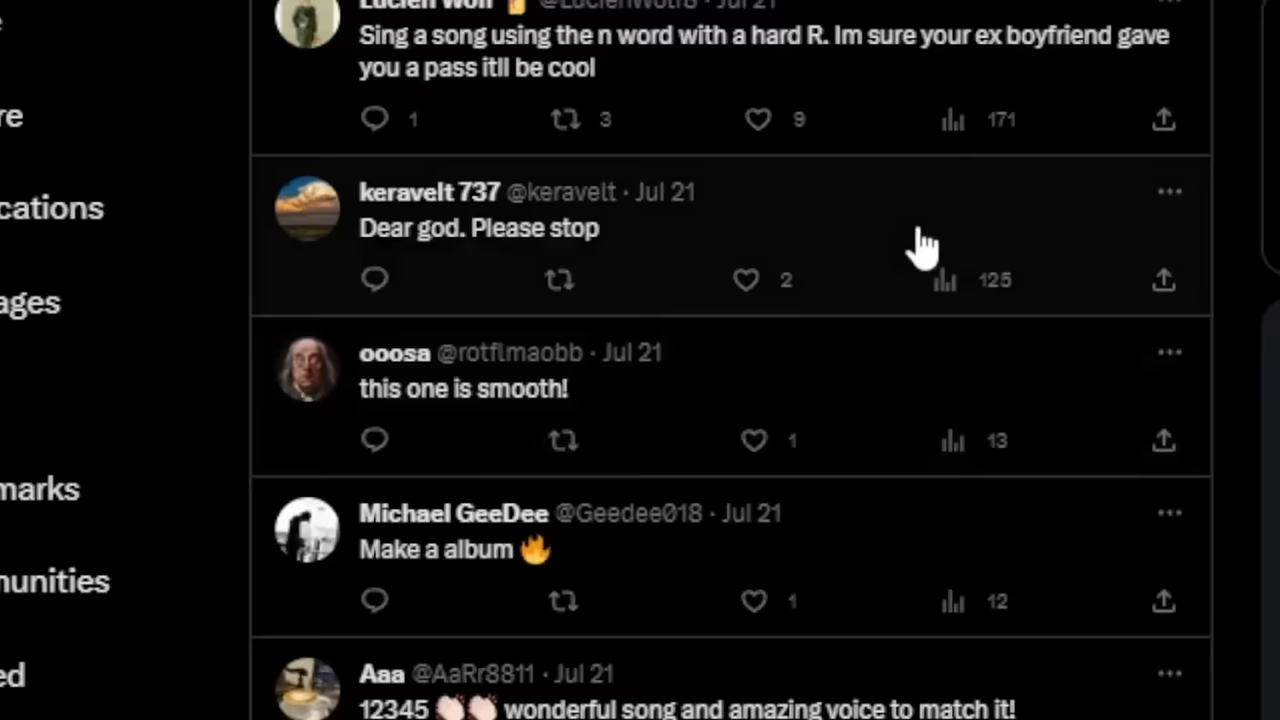 Lucien Wolf @LucienWolf8 · Jul 21
Sing a song using the n word with a hard R. Im sure your ex boyfriend gave
you a pass itll be cool
1 3 9 171
re
keravelt 737 @keravelt · Jul 21
cations
Dear god. Please stop
2 125
ages
ooosa @rotflmaobb · Jul 21
this one is smooth!
1 13
marks
Michael GeeDee @Geedee018 · Jul 21
Make a album 🔥
1 12
nunities
Aaa @AaRr8811 · Jul 21
ed
12345 👏🏻👏🏻 wonderful song and amazing voice to match it!